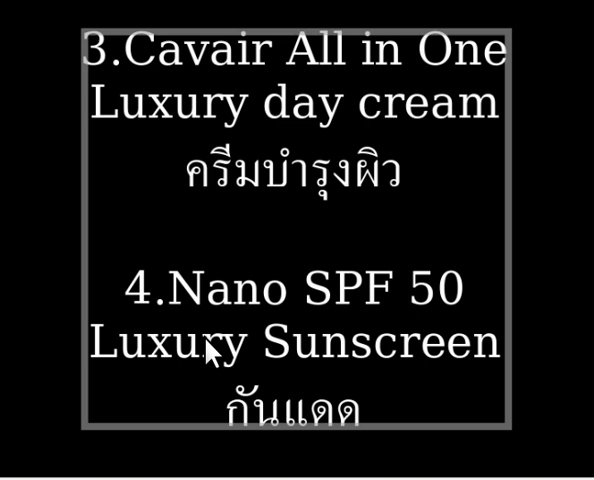 3.Cavair All in One
Luxury day cream
ครีมบำรุงผิว
4.Nano SPF 50
Luxury Sunscreen
กันแดด